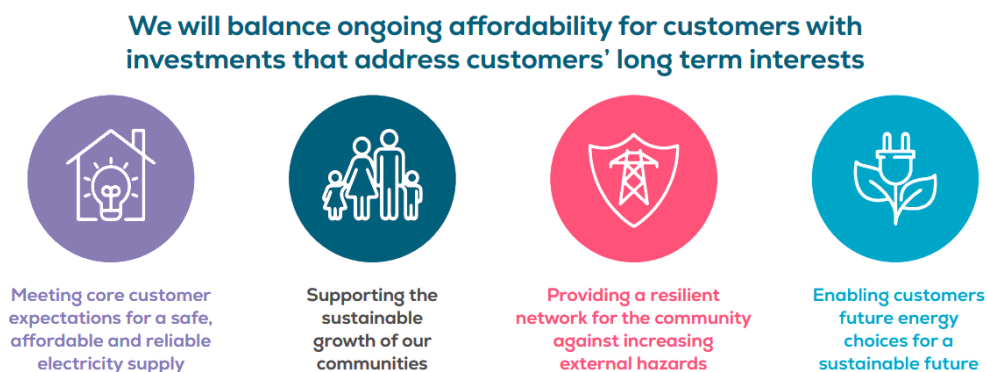 We will balance ongoing affordability for customers with
investments that address customers' long term interests
Meeting core customer
expectations for a safe,
affordable and reliable
electricity supply
Supporting the
sustainable
growth of our
communities
Providing a resilient
network for the community
against increasing
external hazards
Enabling customers
future energy
choices for a
sustainable future